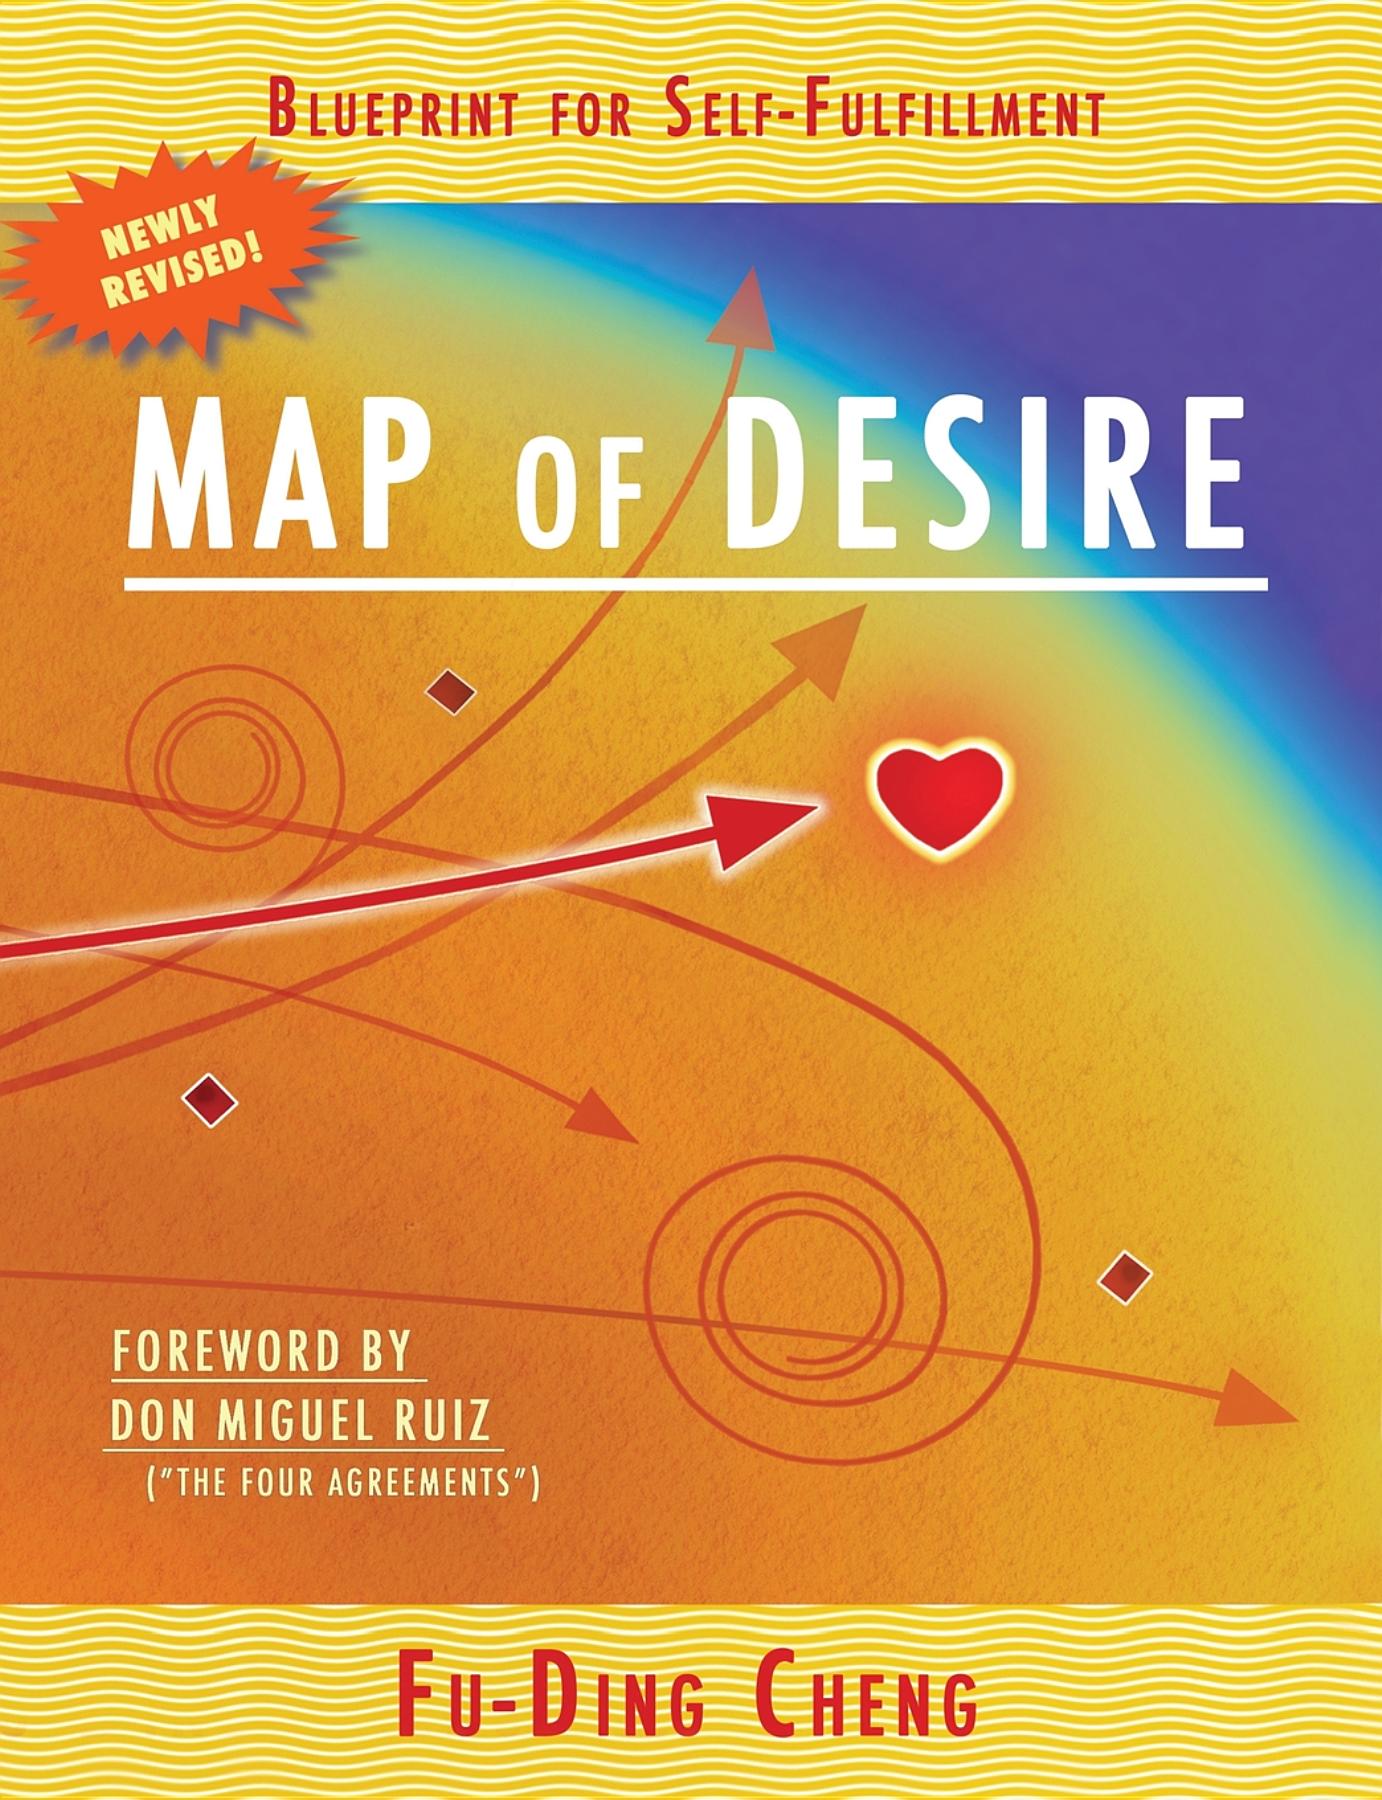 BLUEPRINT FOR SELF-FULFILLMENT
NEWLY
REVISED!
MAP OF DESIRE
FOREWORD BY
DON MIGUEL RUIZ
("THE FOUR AGREEMENTS")
FU-DING CHENG